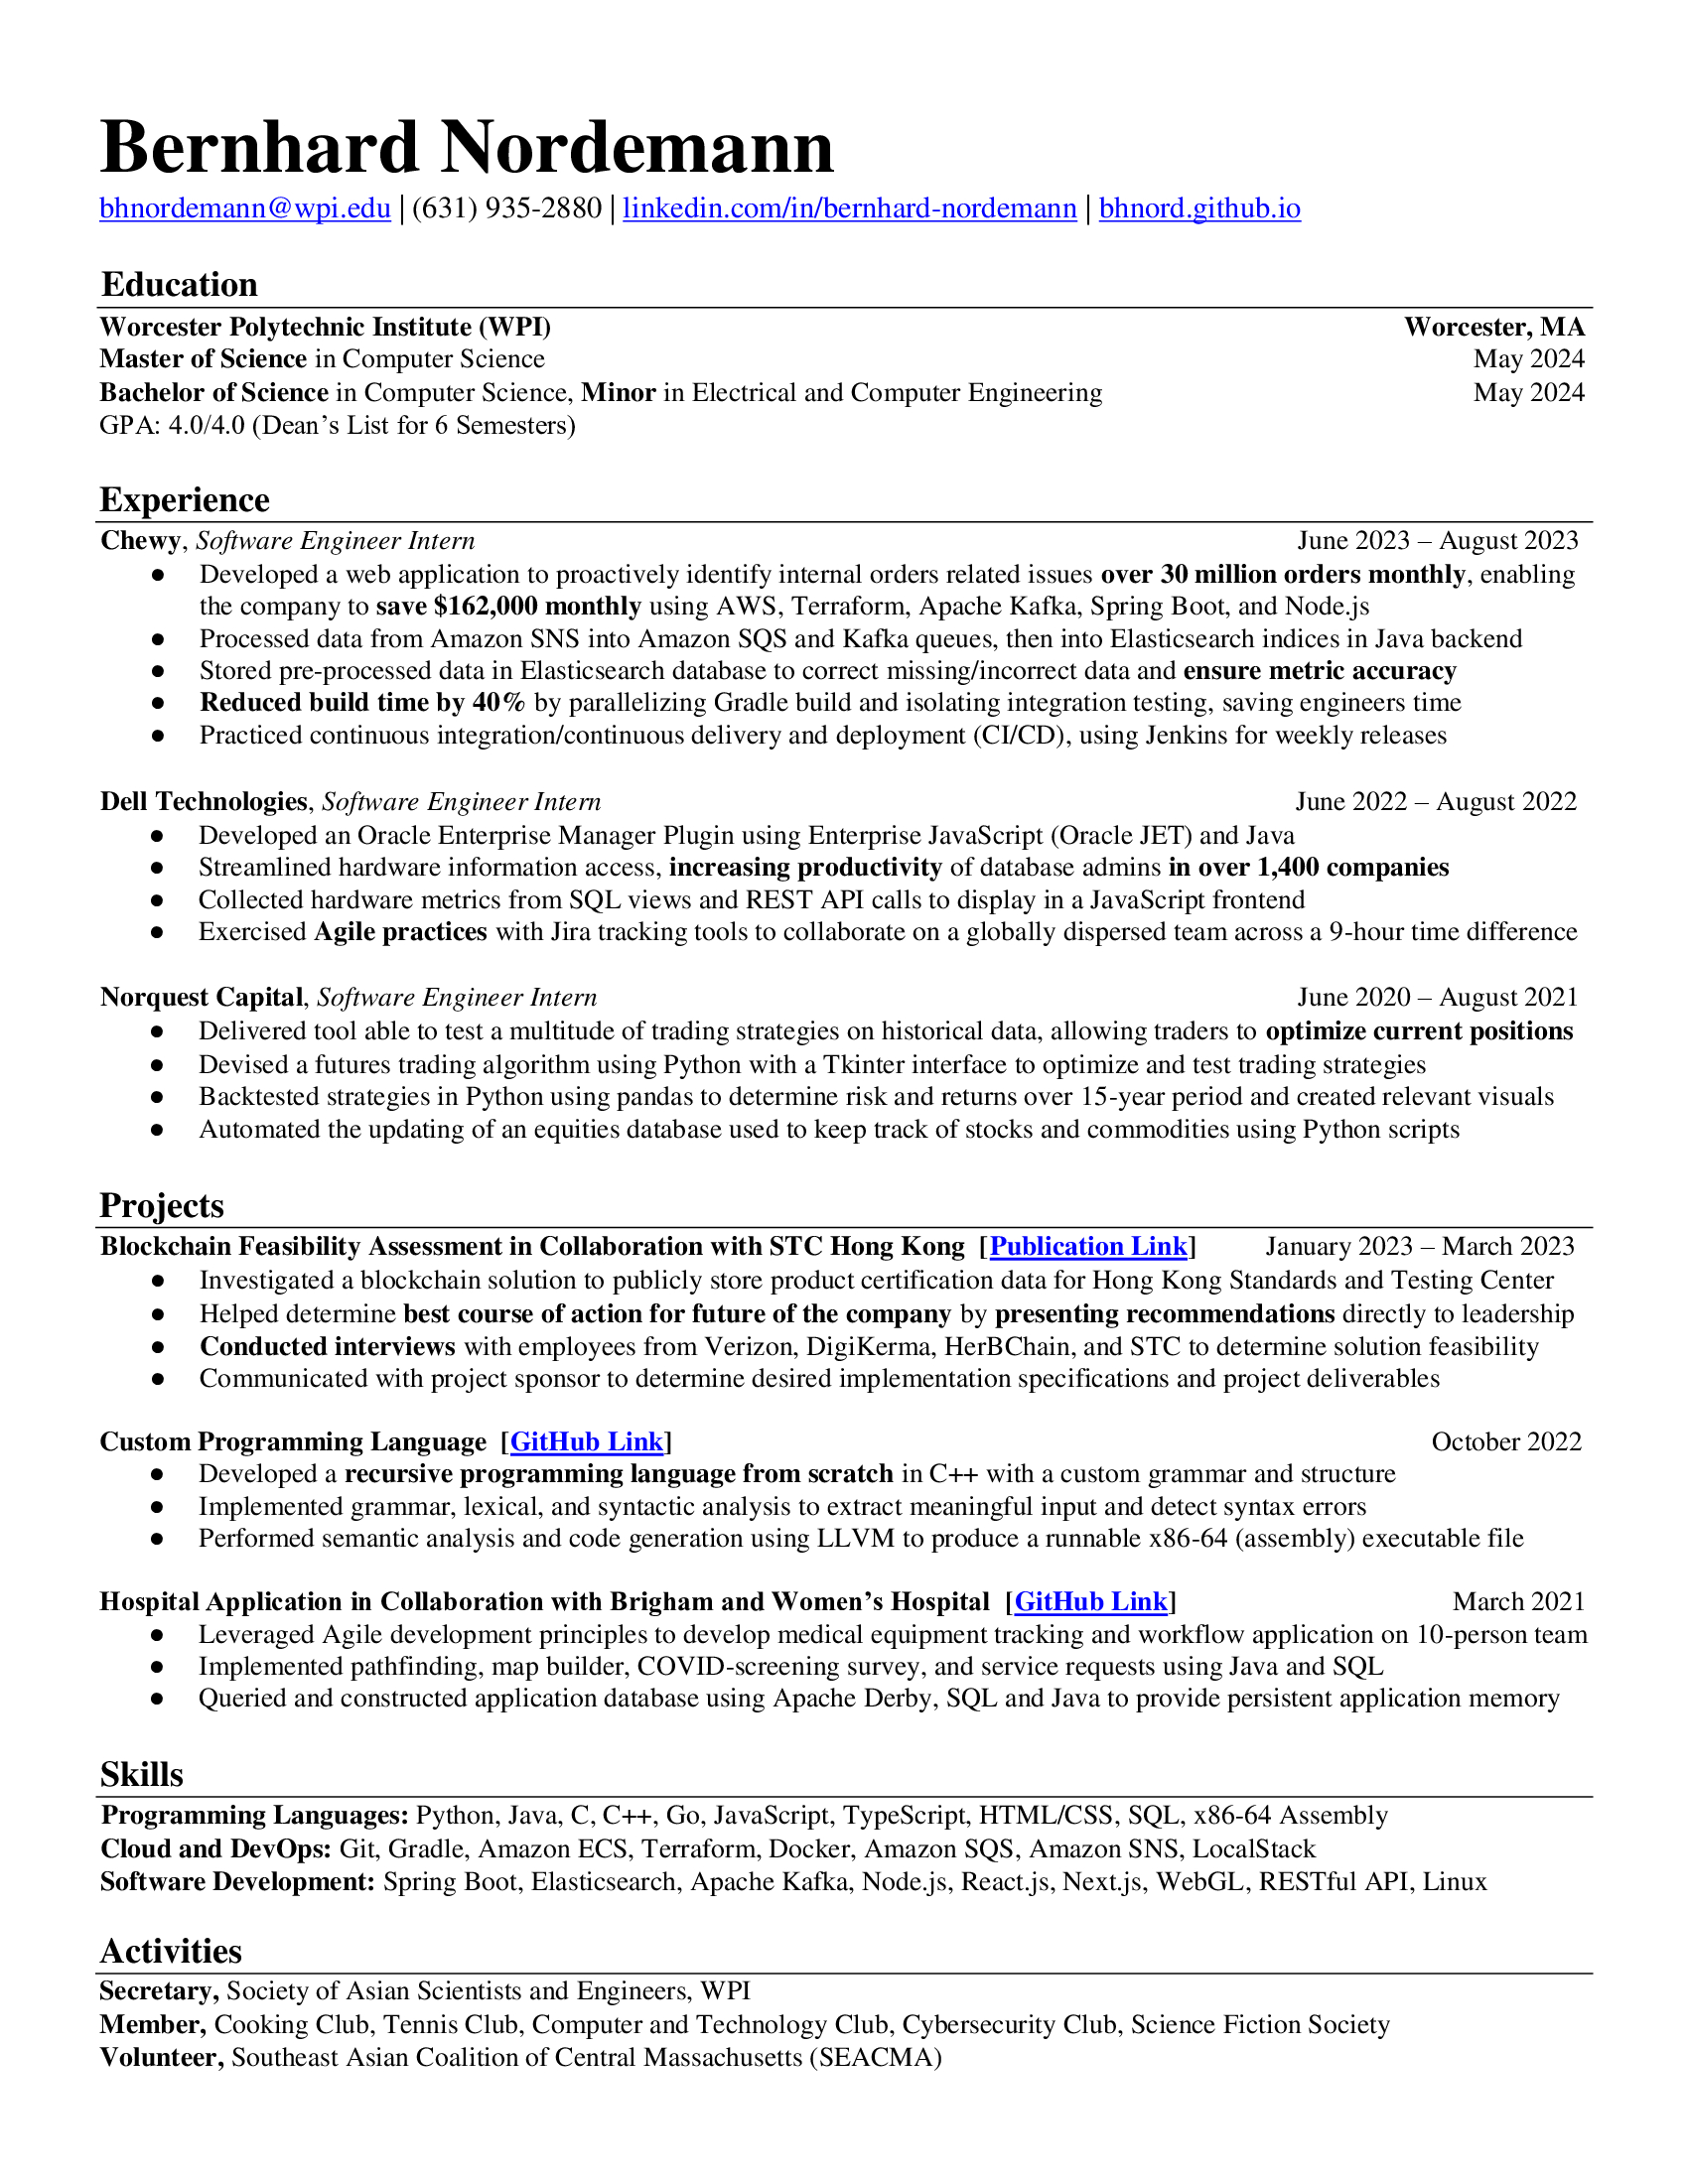 Bernhard Nordemann
bhnordemann@wpi.edu | (631) 935-2880 | linkedin.com/in/bernhard-nordemann | bhnord.github.io
Education
Worcester Polytechnic Institute (WPI) Worcester, MA
Master of Science in Computer Science May 2024
Bachelor of Science in Computer Science, Minor in Electrical and Computer Engineering May 2024
GPA: 4.0/4.0 (Dean’s List for 6 Semesters)
Experience
Chewy, Software Engineer Intern June 2023 – August 2023
● Developed a web application to proactively identify internal orders related issues over 30 million orders monthly, enabling
the company to save $162,000 monthly using AWS, Terraform, Apache Kafka, Spring Boot, and Node.js
● Processed data from Amazon SNS into Amazon SQS and Kafka queues, then into Elasticsearch indices in Java backend
● Stored pre-processed data in Elasticsearch database to correct missing/incorrect data and ensure metric accuracy
● Reduced build time by 40% by parallelizing Gradle build and isolating integration testing, saving engineers time
● Practiced continuous integration/continuous delivery and deployment (CI/CD), using Jenkins for weekly releases
Dell Technologies, Software Engineer Intern June 2022 – August 2022
● Developed an Oracle Enterprise Manager Plugin using Enterprise JavaScript (Oracle JET) and Java
● Streamlined hardware information access, increasing productivity of database admins in over 1,400 companies
● Collected hardware metrics from SQL views and REST API calls to display in a JavaScript frontend
● Exercised Agile practices with Jira tracking tools to collaborate on a globally dispersed team across a 9-hour time difference
Norquest Capital, Software Engineer Intern June 2020 – August 2021
● Delivered tool able to test a multitude of trading strategies on historical data, allowing traders to optimize current positions
● Devised a futures trading algorithm using Python with a Tkinter interface to optimize and test trading strategies
● Backtested strategies in Python using pandas to determine risk and returns over 15-year period and created relevant visuals
● Automated the updating of an equities database used to keep track of stocks and commodities using Python scripts
Projects
Blockchain Feasibility Assessment in Collaboration with STC Hong Kong [Publication Link] January 2023 – March 2023
● Investigated a blockchain solution to publicly store product certification data for Hong Kong Standards and Testing Center
● Helped determine best course of action for future of the company by presenting recommendations directly to leadership
● Conducted interviews with employees from Verizon, DigiKerma, HerBChain, and STC to determine solution feasibility
● Communicated with project sponsor to determine desired implementation specifications and project deliverables
Custom Programming Language [GitHub Link] October 2022
● Developed a recursive programming language from scratch in C++ with a custom grammar and structure
● Implemented grammar, lexical, and syntactic analysis to extract meaningful input and detect syntax errors
● Performed semantic analysis and code generation using LLVM to produce a runnable x86-64 (assembly) executable file
Hospital Application in Collaboration with Brigham and Women’s Hospital [GitHub Link] March 2021
● Leveraged Agile development principles to develop medical equipment tracking and workflow application on 10-person team
● Implemented pathfinding, map builder, COVID-screening survey, and service requests using Java and SQL
● Queried and constructed application database using Apache Derby, SQL and Java to provide persistent application memory
Skills
Programming Languages: Python, Java, C, C++, Go, JavaScript, TypeScript, HTML/CSS, SQL, x86-64 Assembly
Cloud and DevOps: Git, Gradle, Amazon ECS, Terraform, Docker, Amazon SQS, Amazon SNS, LocalStack
Software Development: Spring Boot, Elasticsearch, Apache Kafka, Node.js, React.js, Next.js, WebGL, RESTful API, Linux
Activities
Secretary, Society of Asian Scientists and Engineers, WPI
Member, Cooking Club, Tennis Club, Computer and Technology Club, Cybersecurity Club, Science Fiction Society
Volunteer, Southeast Asian Coalition of Central Massachusetts (SEACMA)